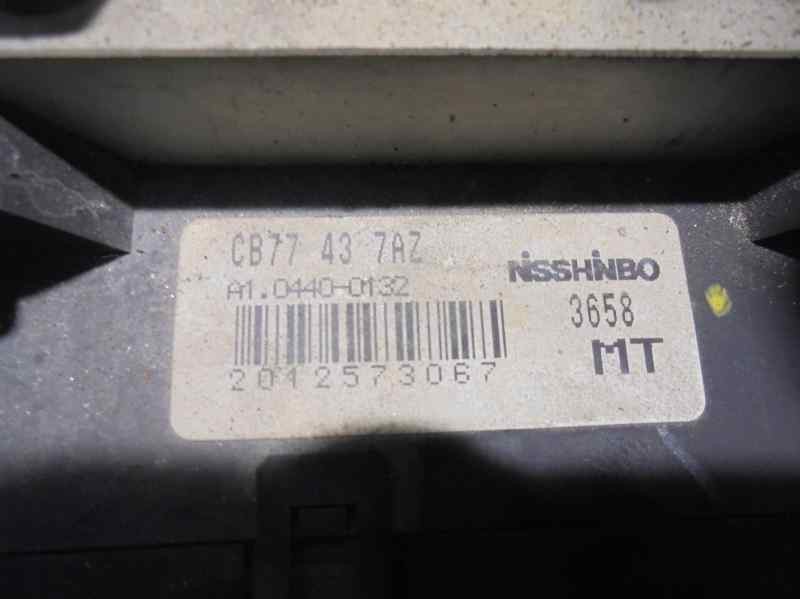 CB77 43 7AZ
NISSHINBO
A1.0440-0132
3658
2012573067
MT